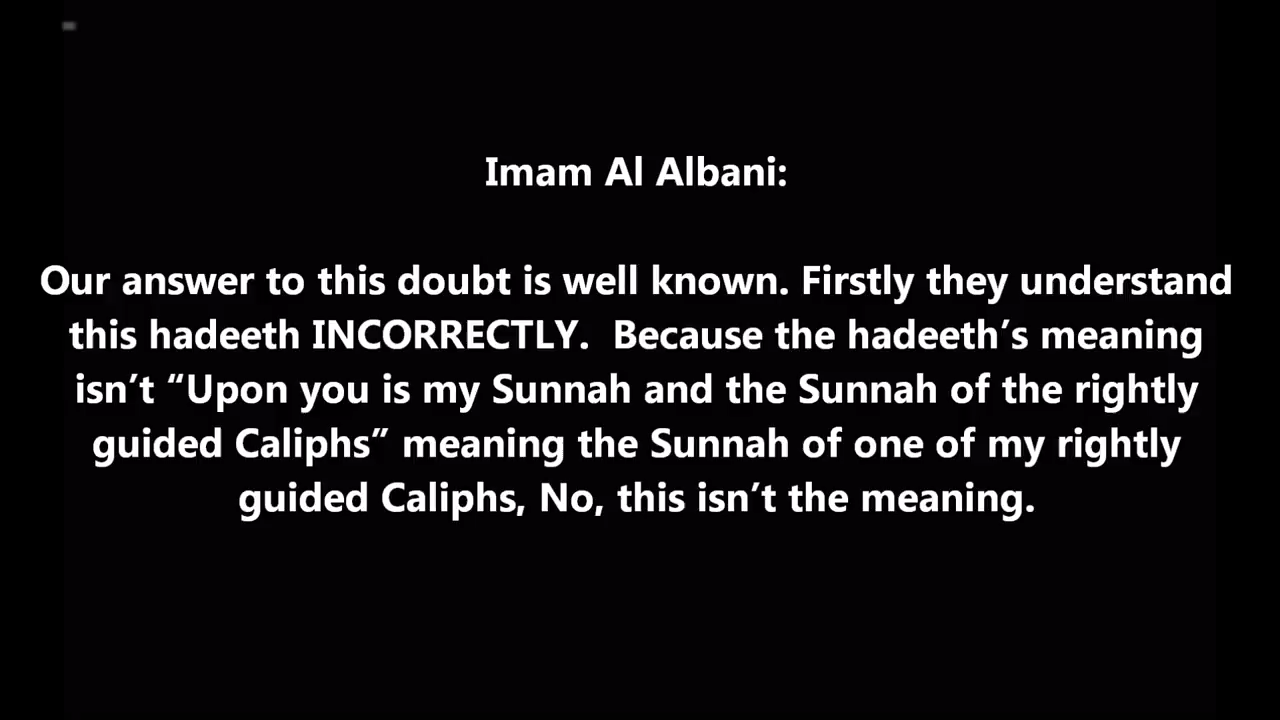 Imam Al Albani:
Our answer to this doubt is well known. Firstly they understand
this hadeeth INCORRECTLY.  Because the hadeeth’s meaning
isn’t “Upon you is my Sunnah and the Sunnah of the rightly
guided Caliphs” meaning the Sunnah of one of my rightly
guided Caliphs, No, this isn’t the meaning.